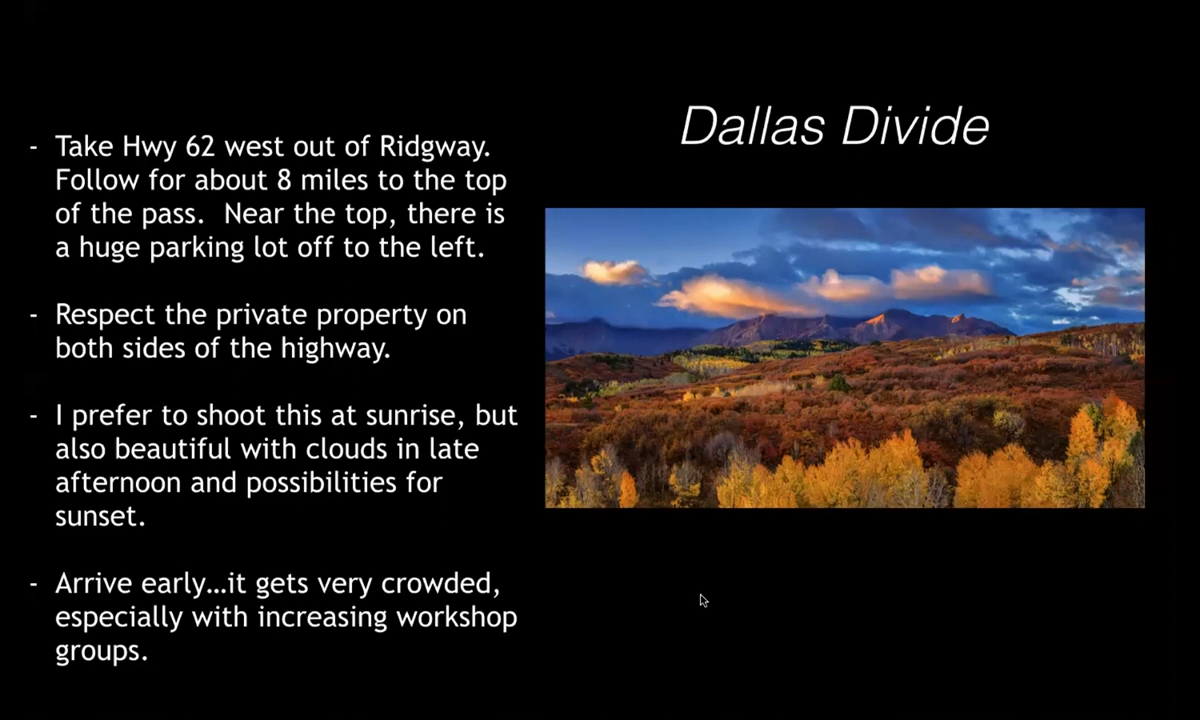 Dallas Divide
- Take Hwy 62 west out of Ridgway.
Follow for about 8 miles to the top
of the pass.  Near the top, there is
a huge parking lot off to the left.
- Respect the private property on
both sides of the highway.
- I prefer to shoot this at sunrise, but
also beautiful with clouds in late
afternoon and possibilities for
sunset.
- Arrive early…it gets very crowded,
especially with increasing workshop
groups.